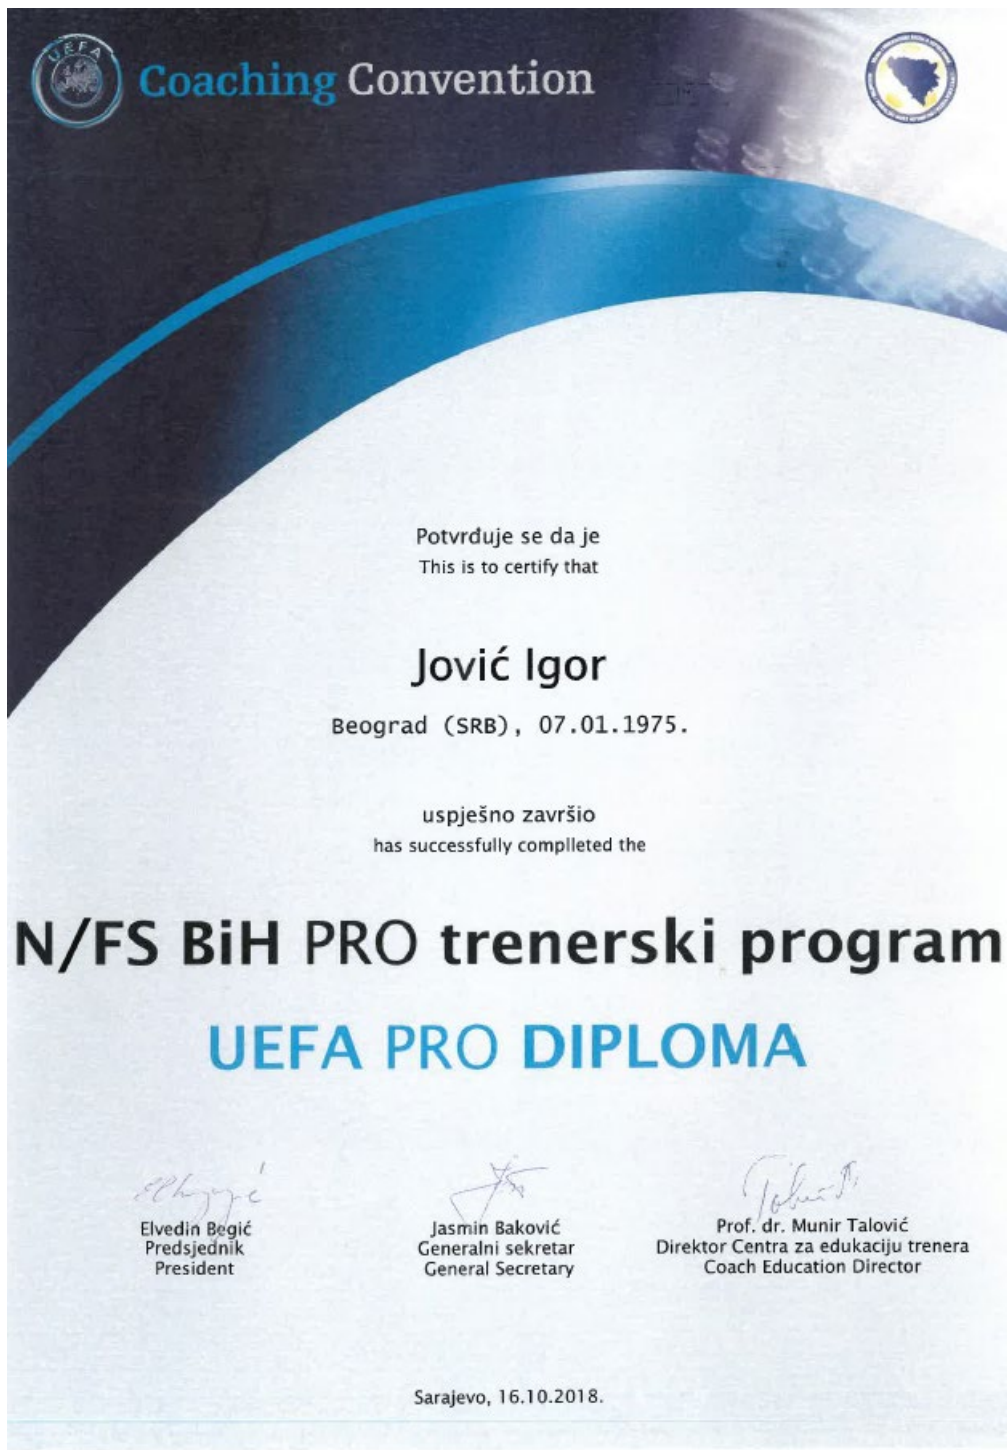 UEFA
Coaching Convention
Potvrđuje se da je
This is to certify that
Jović Igor
Beograd (SRB), 07.01.1975.
uspješno završio
has successfully complleted the
N/FS BiH PRO trenerski program
UEFA PRO DIPLOMA
Elvedin Begić
Predsjednik
President
Jasmin Baković
Generalni sekretar
General Secretary
Prof. dr. Munir Talović
Direktor Centra za edukaciju trenera
Coach Education Director
Sarajevo, 16.10.2018.